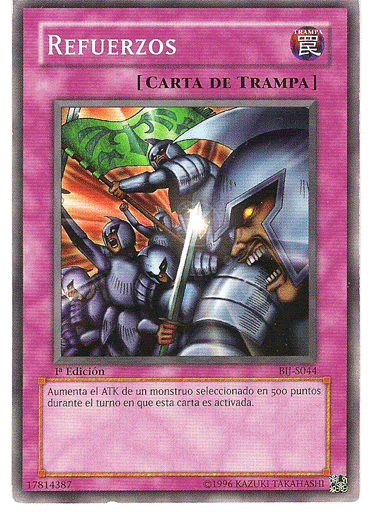 REFUERZOS
TRAMPA
罠
[CARTA DE TRAMPA]
1ª Edición
BIJ-S044
Aumenta el ATK de un monstruo seleccionado en 500 puntos
durante el turno en que esta carta es activada.
17814387
©1996 KAZUKI TAKAHASHI